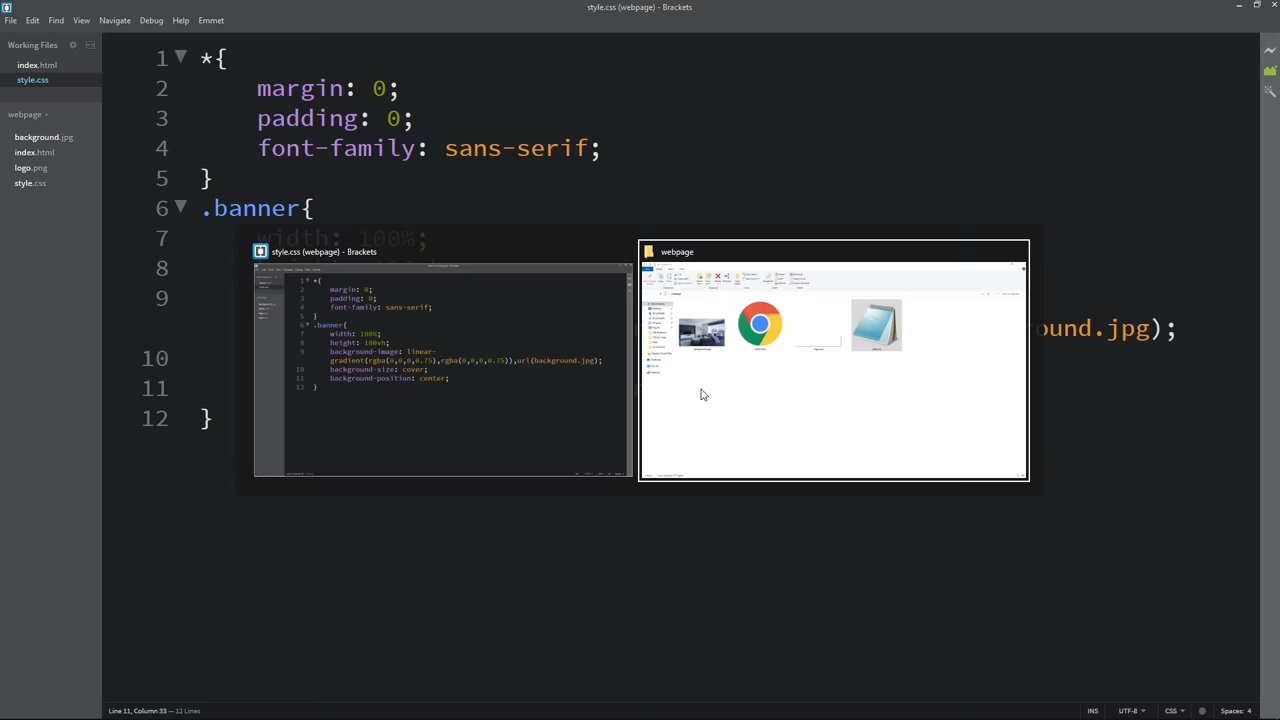 style.css (webpage) - Brackets
File Edit Find View Navigate Debug Help Emmet
Working Files
index.html
style.css
webpage
background.jpg
index.html
logo.png
style.css
1 *{
2 margin: 0;
3 padding: 0;
4 font-family: sans-serif;
5 }
6 .banner{
7 width: 100%;
8
9
ound.jpg);
10
11
12 }
style.css (webpage) - Brackets
1 *{
2 margin: 0;
3 padding: 0;
4 font-family: sans-serif;
5 }
6 .banner{
7 width: 100%;
8 height: 100vh;
9 background-image: linear-
gradient(rgba(0,0,0,0.75),rgba(0,0,0,0.75)),url(background.jpg);
10 background-size: cover;
11 background-position: center;
12 }
webpage
Line 11, Column 33 — 12 Lines
INS UTF-8 CSS Spaces: 4